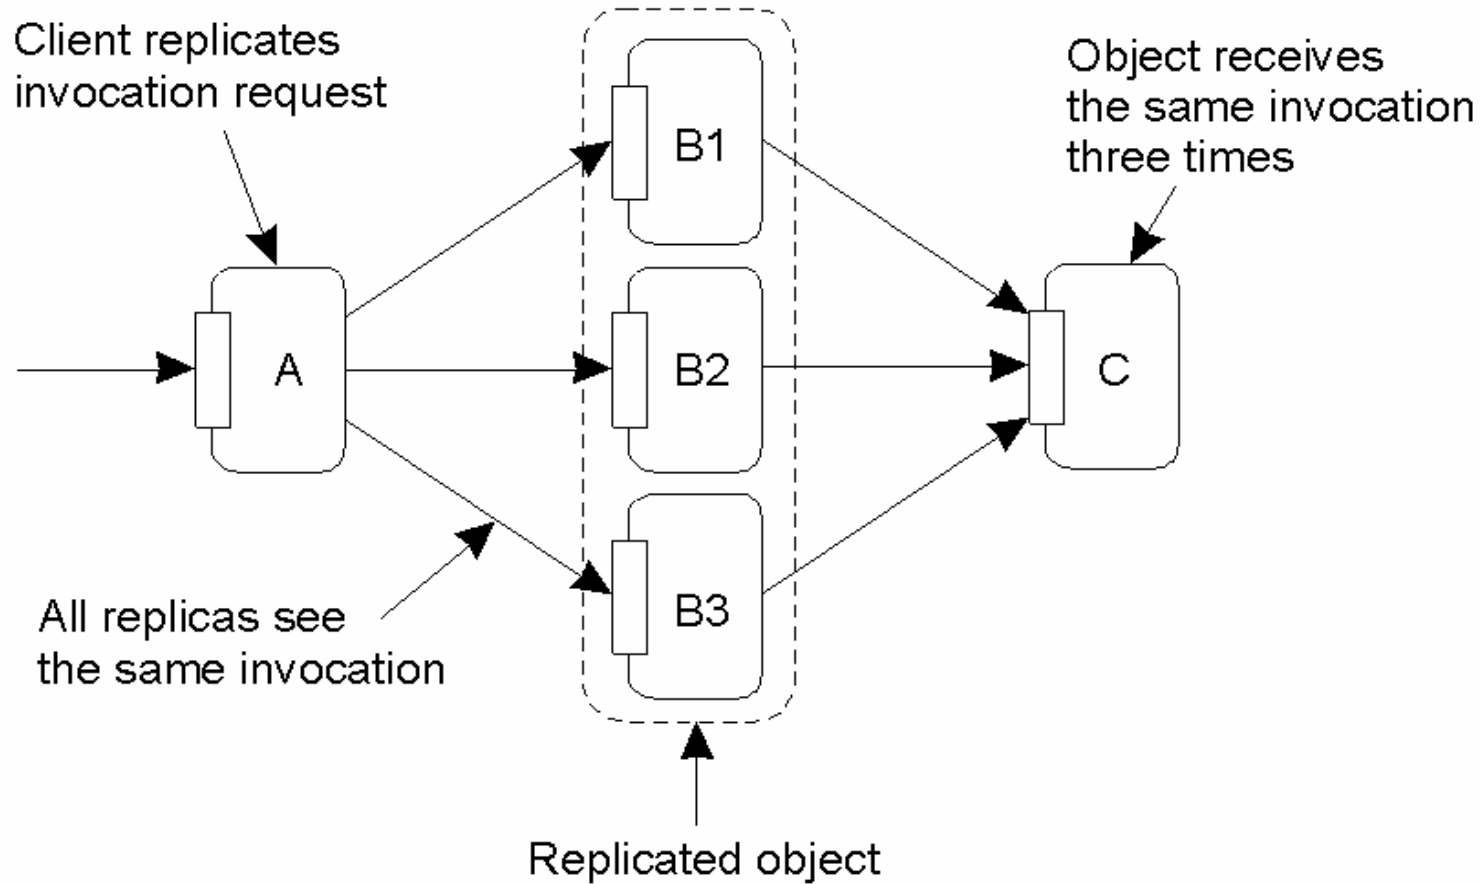 Client replicates
invocation request
Object receives
the same invocation
three times
B1
A
B2
C
B3
All replicas see
the same invocation
Replicated object